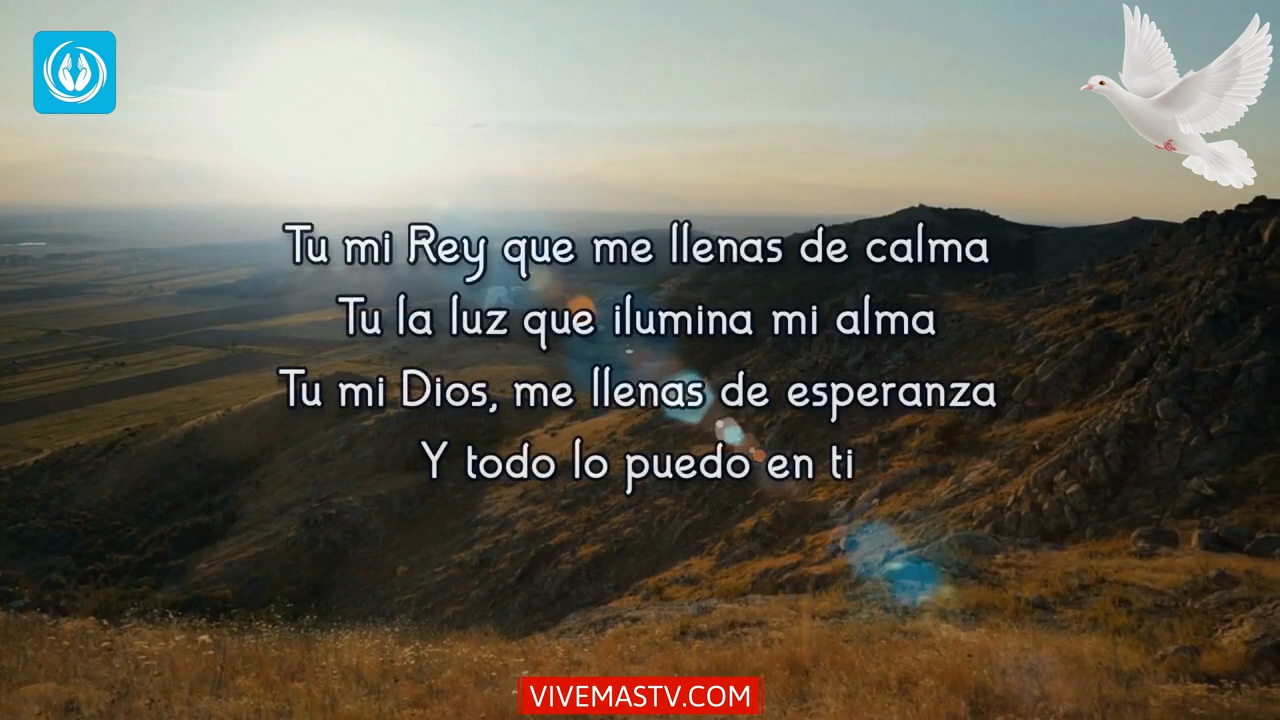 Tu mi Rey que me llenas de calma
Tu la luz que ilumina mi alma
Tu mi Dios, me llenas de esperanza
Y todo lo puedo en ti
VIVEMASTV.COM